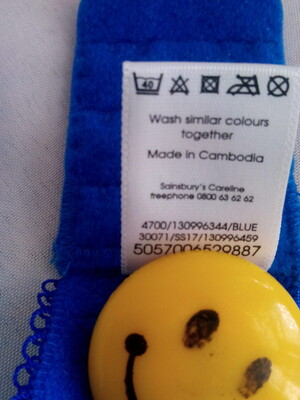 40
Wash similar colours
together
Made in Cambodia
Sainsbury's Careline
freephone 0800 63 62 62
4700/130996344/BLUE
30071/SS17/130996459
5057006529887